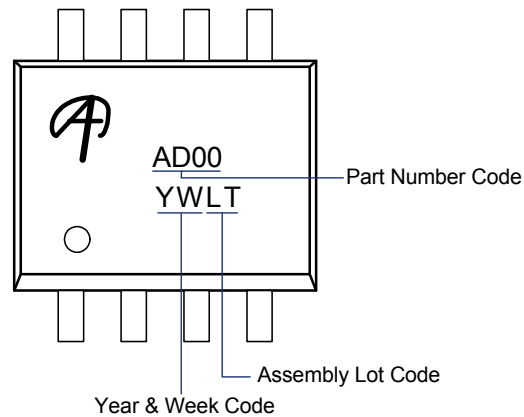 AD00
Part Number Code
YWLT
Assembly Lot Code
Year & Week Code